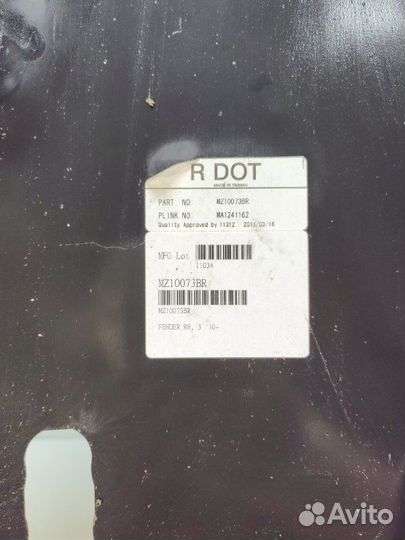 R DOT
MADE IN TAIWAN
PART NO: MZ10073BR
PLINK NO: MA1241162
Quality Approved by 11312 2011/03/16
MFG Lot
1103A
MZ10073BR
MZ10073BR
FENDER RH, 3 '10-
Avito